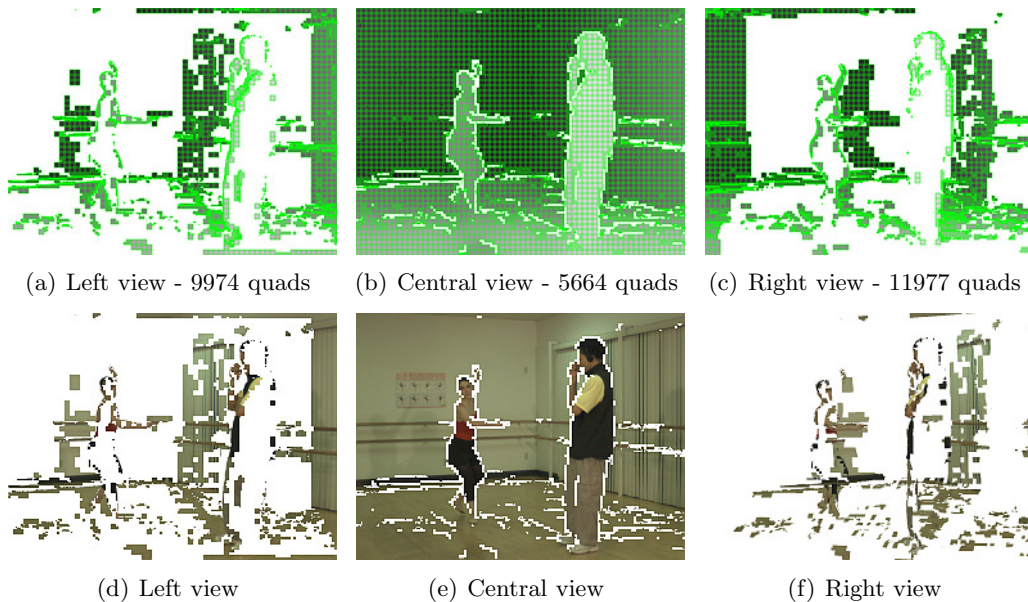 (a) Left view - 9974 quads
(b) Central view - 5664 quads
(c) Right view - 11977 quads
(d) Left view
(e) Central view
(f) Right view